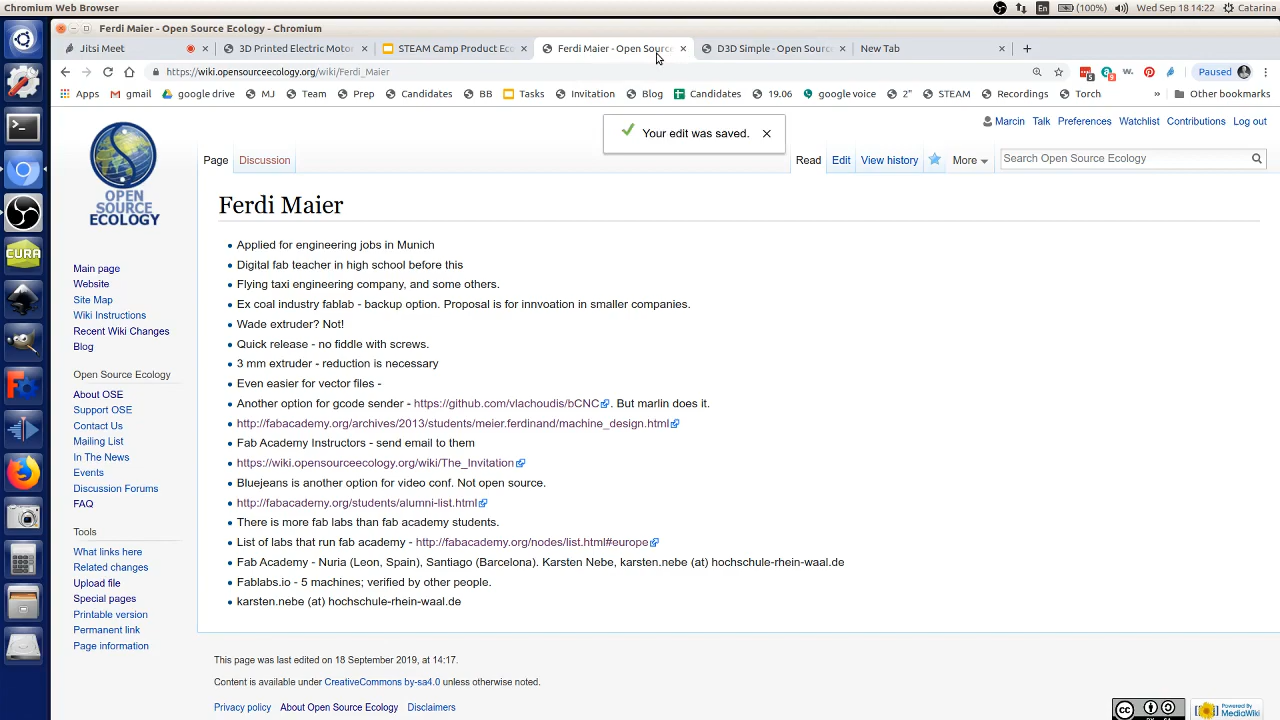 Chromium Web Browser
En
(100%)
Wed Sep 18 14:22
Catarina
Ferdi Maier - Open Source Ecology - Chromium
Jitsi Meet
3D Printed Electric Motor
STEAM Camp Product Ec
Ferdi Maier - Open Sourc
D3D Simple - Open Sourc
New Tab
https://wiki.opensourceecology.org/wiki/Ferdi_Maier
Paused
Apps
gmail
google drive
MJ
Team
Prep
Candidates
BB
Tasks
Invitation
Blog
Candidates
19.06
google voice
2"
STEAM
Recordings
Torch
»
Other bookmarks
Your edit was saved.
Marcin
Talk
Preferences
Watchlist
Contributions
Log out
Page
Discussion
Read
Edit
View history
More
Search Open Source Ecology
OPEN
SOURCE
ECOLOGY
CURA
Main page
Website
Site Map
Wiki Instructions
Recent Wiki Changes
Blog
Open Source Ecology
About OSE
Support OSE
Contact Us
Mailing List
In The News
Events
Discussion Forums
FAQ
Tools
What links here
Related changes
Upload file
Special pages
Printable version
Permanent link
Page information
Ferdi Maier
Applied for engineering jobs in Munich
Digital fab teacher in high school before this
Flying taxi engineering company, and some others.
Ex coal industry fablab - backup option. Proposal is for innvoation in smaller companies.
Wade extruder? Not!
Quick release - no fiddle with screws.
3 mm extruder - reduction is necessary
Even easier for vector files -
Another option for gcode sender - https://github.com/vlachoudis/bCNC. But marlin does it.
http://fabacademy.org/archives/2013/students/meier.ferdinand/machine_design.html
Fab Academy Instructors - send email to them
https://wiki.opensourceecology.org/wiki/The_Invitation
Bluejeans is another option for video conf. Not open source.
http://fabacademy.org/students/alumni-list.html
There is more fab labs than fab academy students.
List of labs that run fab academy - http://fabacademy.org/nodes/list.html#europe
Fab Academy - Nuria (Leon, Spain), Santiago (Barcelona). Karsten Nebe, karsten.nebe (at) hochschule-rhein-waal.de
Fablabs.io - 5 machines; verified by other people.
karsten.nebe (at) hochschule-rhein-waal.de
This page was last edited on 18 September 2019, at 14:17.
Content is available under CreativeCommons by-sa4.0 unless otherwise noted.
Privacy policy
About Open Source Ecology
Disclaimers
Powered By
MediaWiki